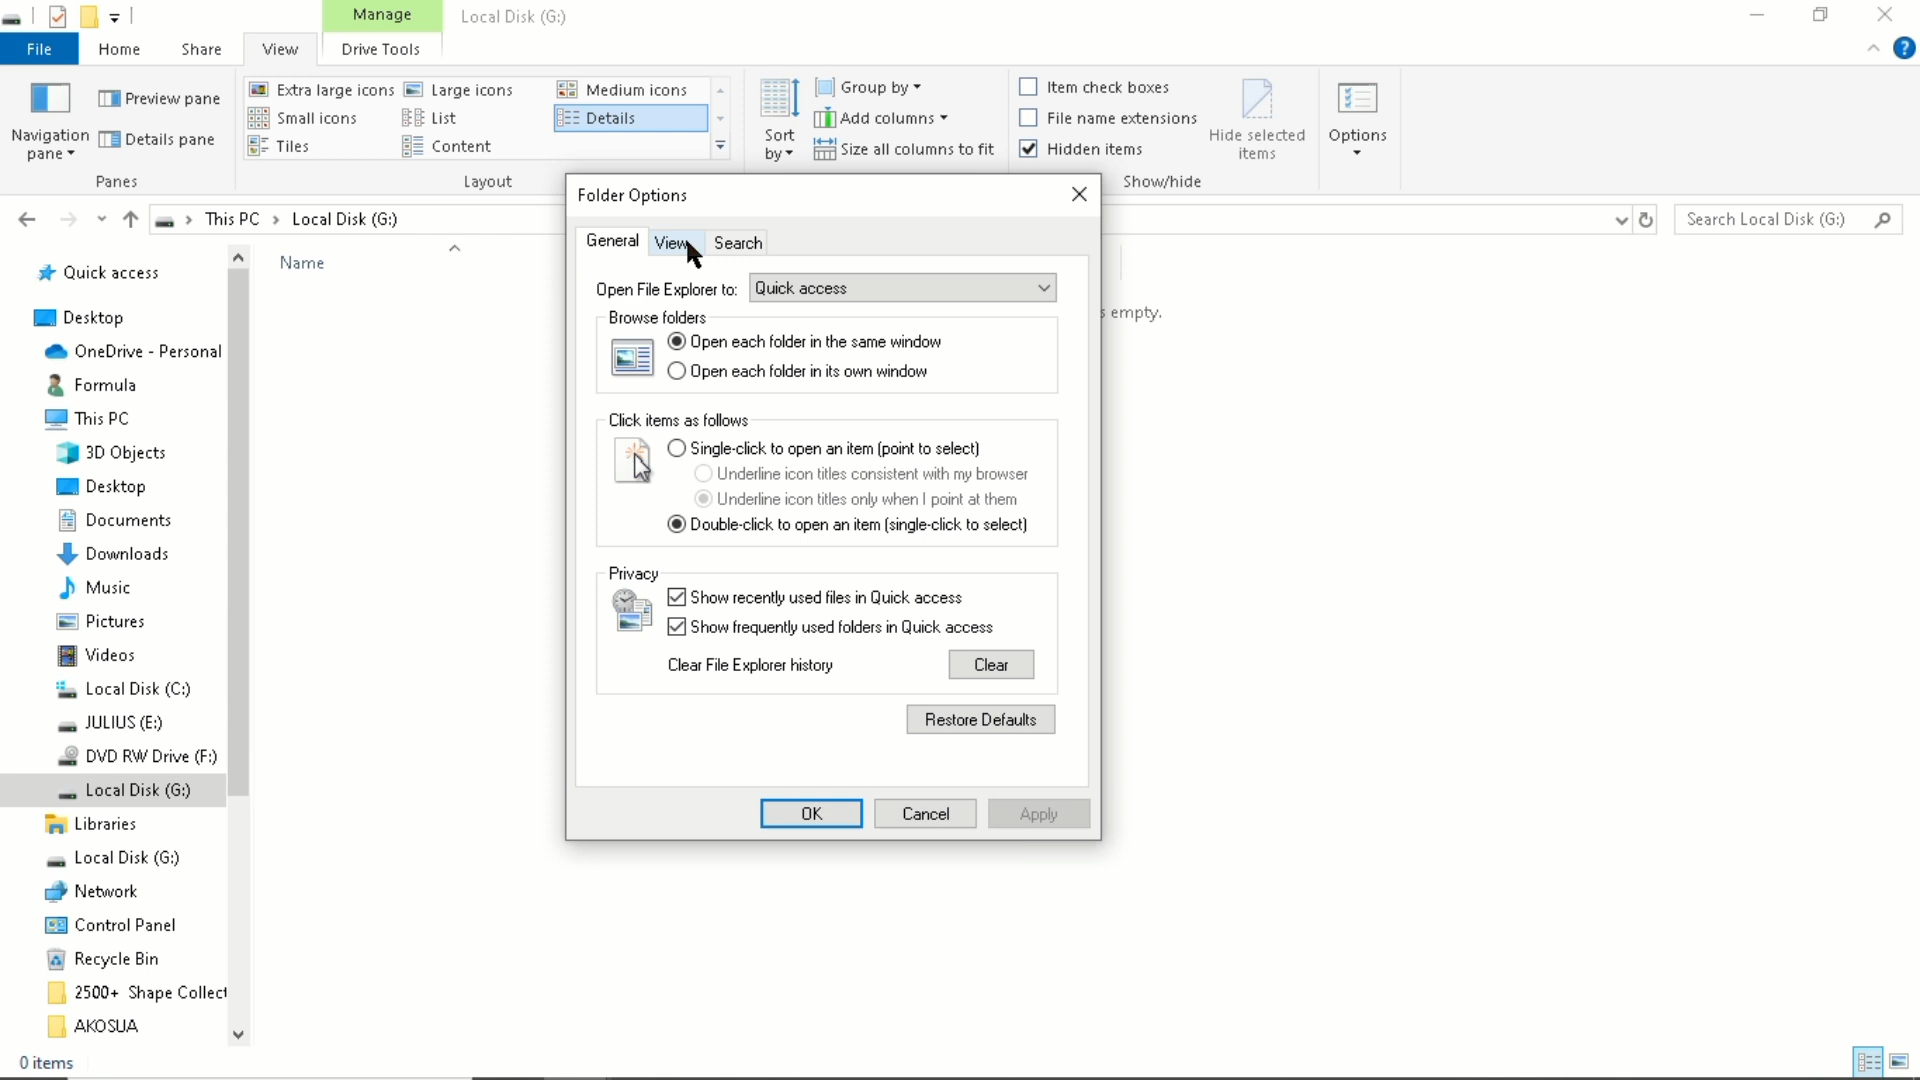 Manage
Local Disk (G:)
File
Home
Share
View
Drive Tools
Navigation pane
Preview pane
Details pane
Panes
Extra large icons
Large icons
Medium icons
Small icons
List
Details
Tiles
Content
Layout
Sort by
Group by
Add columns
Size all columns to fit
Item check boxes
File name extensions
Hidden items
Hide selected items
Show/hide
Options
This PC
Local Disk (G:)
Search Local Disk (G:)
Name
s empty.
Quick access
Desktop
OneDrive - Personal
Formula
This PC
3D Objects
Desktop
Documents
Downloads
Music
Pictures
Videos
Local Disk (C:)
JULIUS (E:)
DVD RW Drive (F:)
Local Disk (G:)
Libraries
Local Disk (G:)
Network
Control Panel
Recycle Bin
2500+ Shape Collect
AKOSUA
0 items
Folder Options
General
View
Search
Open File Explorer to:
Quick access
Browse folders
Open each folder in the same window
Open each folder in its own window
Click items as follows
Single-click to open an item (point to select)
Underline icon titles consistent with my browser
Underline icon titles only when I point at them
Double-click to open an item (single-click to select)
Privacy
Show recently used files in Quick access
Show frequently used folders in Quick access
Clear File Explorer history
Clear
Restore Defaults
OK
Cancel
Apply